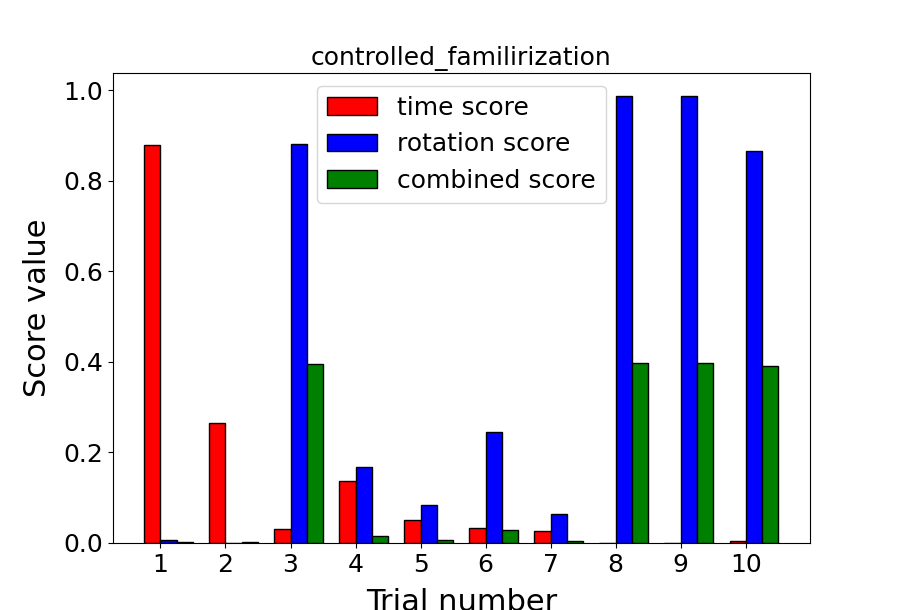 controlled_familirization
time score
rotation score
combined score
Score value
1.0
0.8
0.6
0.4
0.2
0.0
1 2 3 4 5 6 7 8 9 10
Trial number